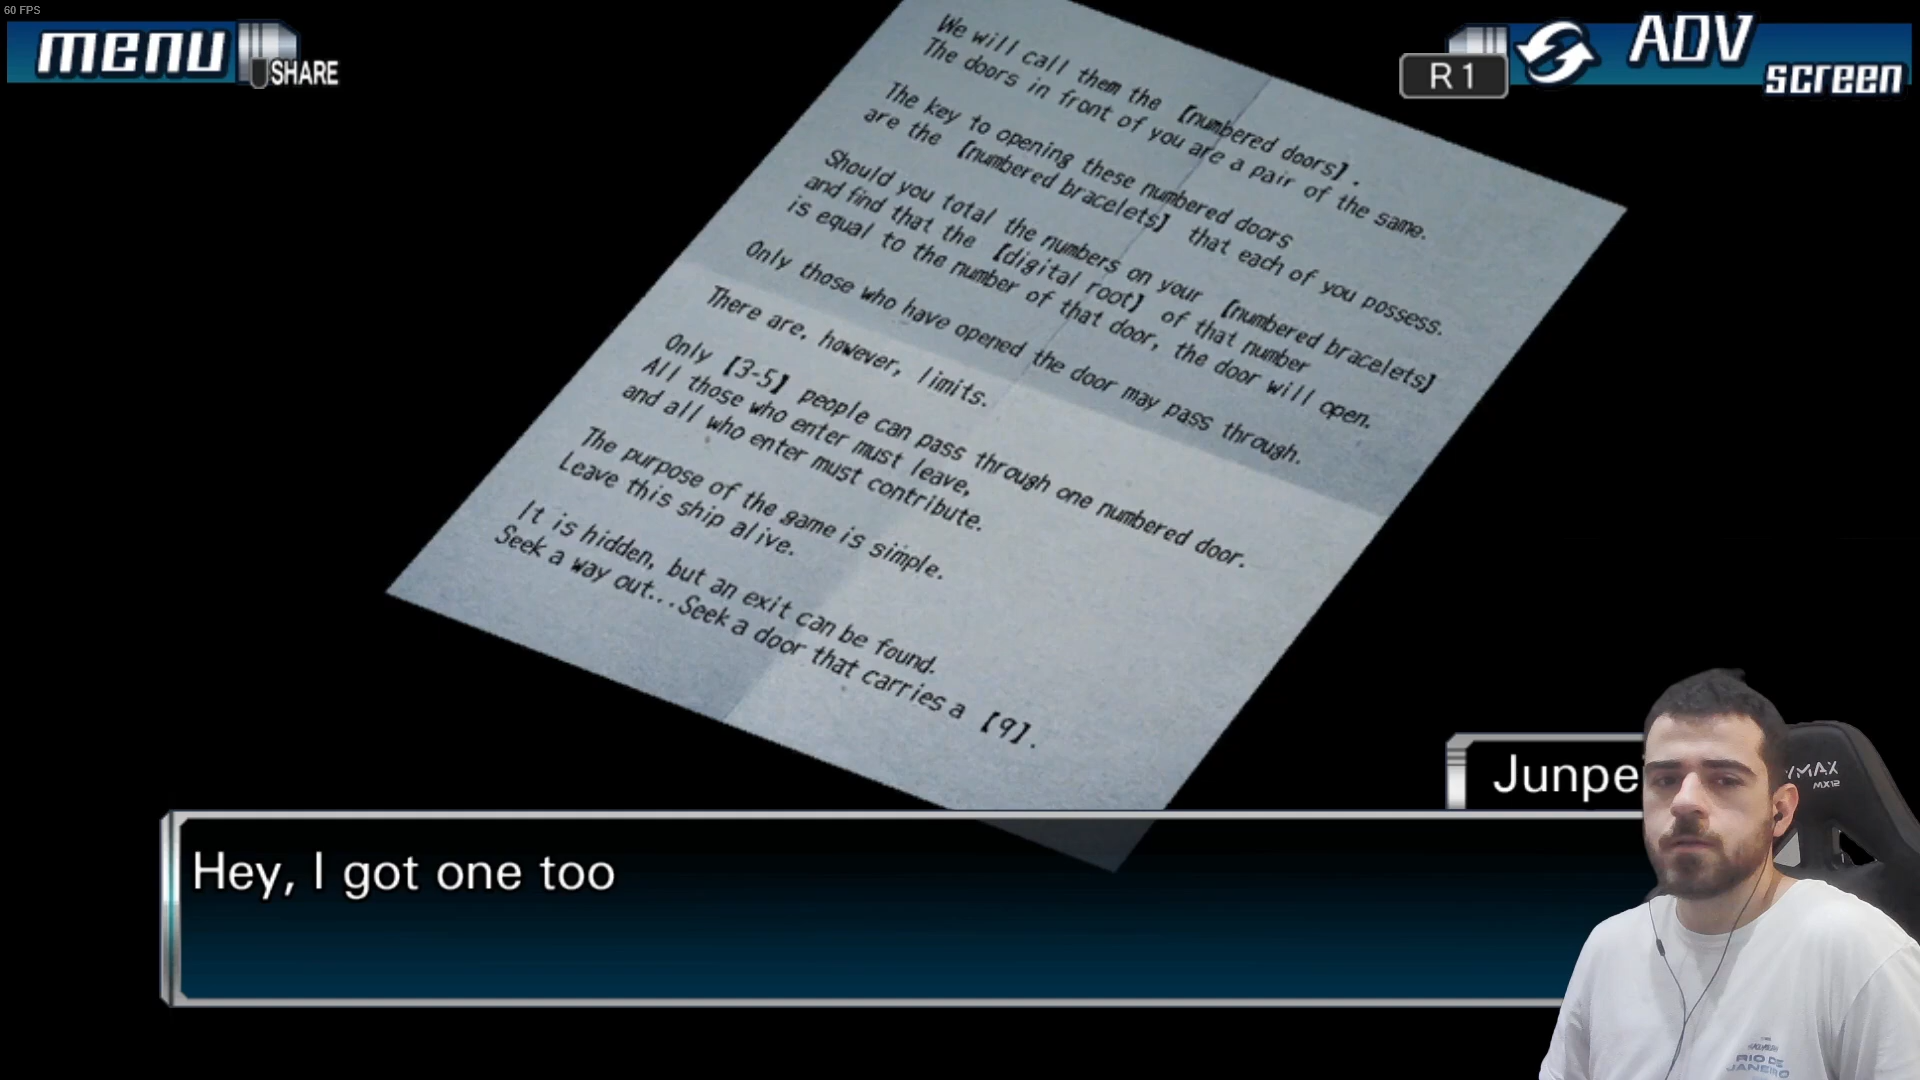 60 FPS
menu
SHARE
R1
ADV
screen
We will call them the 【numbered doors】.
The doors in front of you are a pair of the same.
The key to opening these numbered doors
are the 【numbered bracelets】 that each of you possess.
Should you total the numbers on your 【numbered bracelets】
and find that the 【digital root】 of that number
is equal to the number of that door, the door will open.
Only those who have opened the door may pass through.
There are, however, limits.
Only 【3-5】 people can pass through one numbered door.
All those who enter must leave,
and all who enter must contribute.
The purpose of the game is simple.
Leave this ship alive.
It is hidden, but an exit can be found.
Seek a way out...Seek a door that carries a 【9】.
Junpe
Hey, I got one too
MAX
MX12
RIO DE
JANEIRO